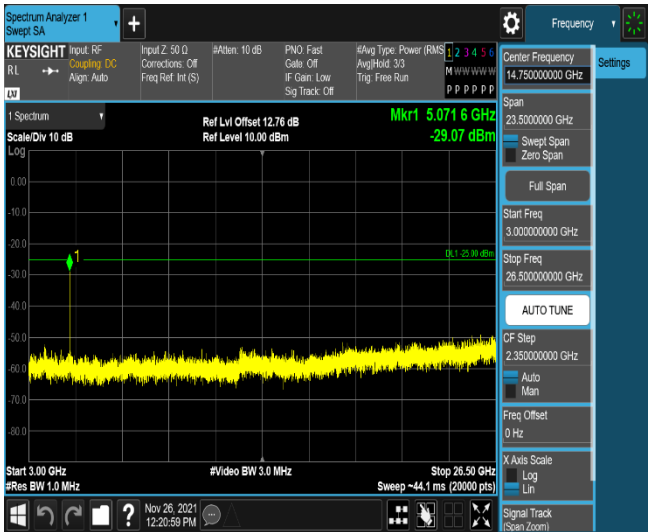 Spectrum Analyzer 1
Swept SA
Frequency
KEYSIGHT
RL
LXI
Input: RF
Coupling: DC
Align: Auto
Input Z: 50 Ω
Corrections: Off
Freq Ref: Int (S)
#Atten: 10 dB
PNO: Fast
Gate: Off
IF Gain: Low
Sig Track: Off
#Avg Type: Power (RMS
Avg|Hold: 3/3
Trig: Free Run
1 2 3 4 5 6
M W W W W W
P P P P P P
1 Spectrum
Scale/Div 10 dB
Log
Ref Lvl Offset 12.76 dB
Ref Level 10.00 dBm
Mkr1 5.071 6 GHz
-29.07 dBm
0.00
-10.0
-20.0
-30.0
-40.0
-50.0
-60.0
-70.0
-80.0
1
DL1 -25.00 dBm
Start 3.00 GHz
#Res BW 1.0 MHz
#Video BW 3.0 MHz
Stop 26.50 GHz
Sweep ~44.1 ms (20000 pts)
Center Frequency
14.750000000 GHz
Settings
Span
23.5000000 GHz
Swept Span
Zero Span
Full Span
Start Freq
3.000000000 GHz
Stop Freq
26.500000000 GHz
AUTO TUNE
CF Step
2.350000000 GHz
Auto
Man
Freq Offset
0 Hz
X Axis Scale
Log
Lin
Signal Track
(Span Zoom)
?
Nov 26, 2021
12:20:59 PM